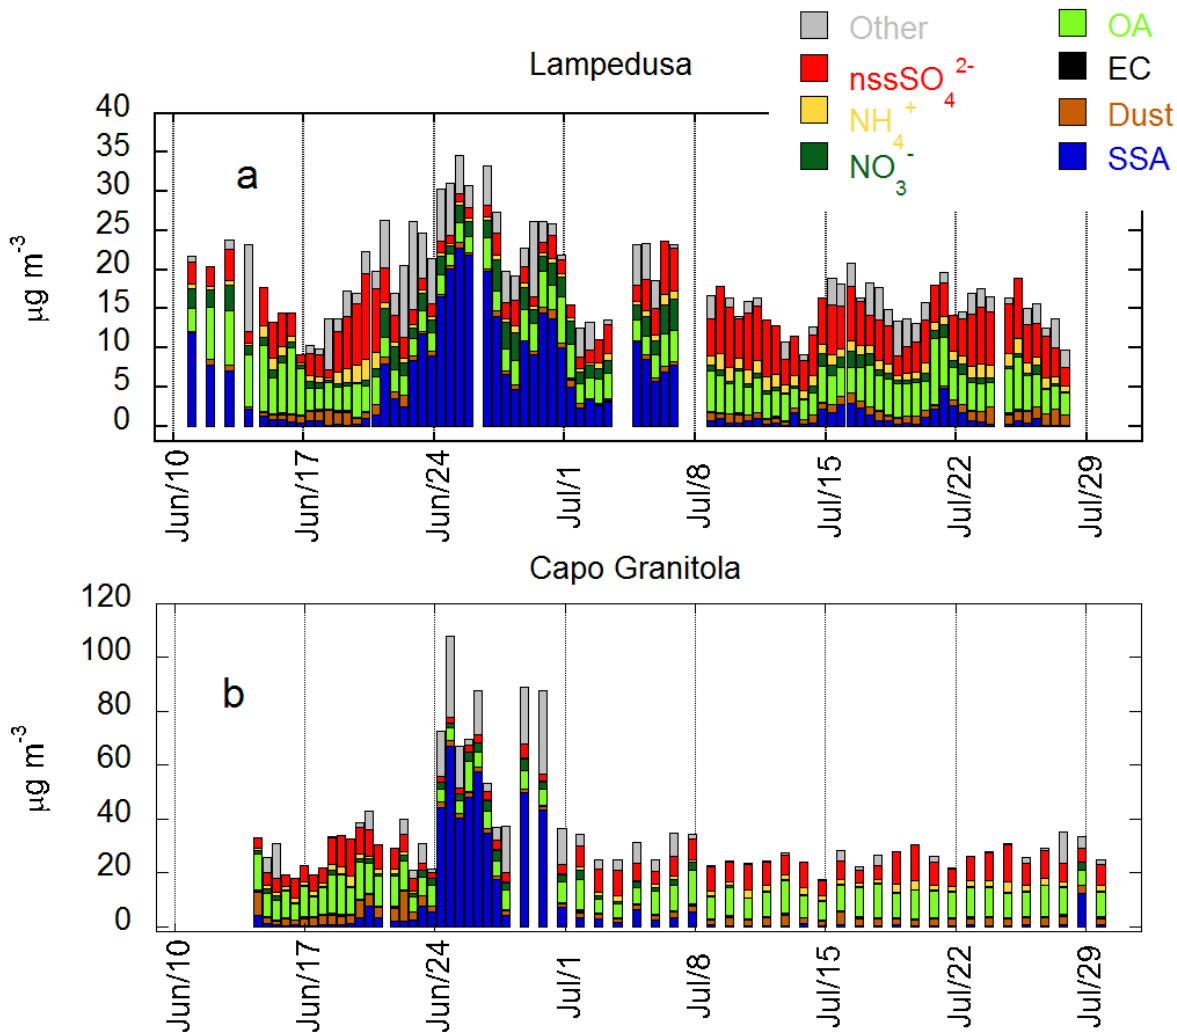 Other
OA
Lampedusa
nssSO₄²⁻
EC
NH₄⁺
Dust
NO₃⁻
SSA
a
40
35
30
25
20
15
10
5
0
µg m⁻³
Jun/10
Jun/17
Jun/24
Jul/1
Jul/8
Jul/15
Jul/22
Jul/29
Capo Granitola
b
120
100
80
60
40
20
0
µg m⁻³
Jun/10
Jun/17
Jun/24
Jul/1
Jul/8
Jul/15
Jul/22
Jul/29